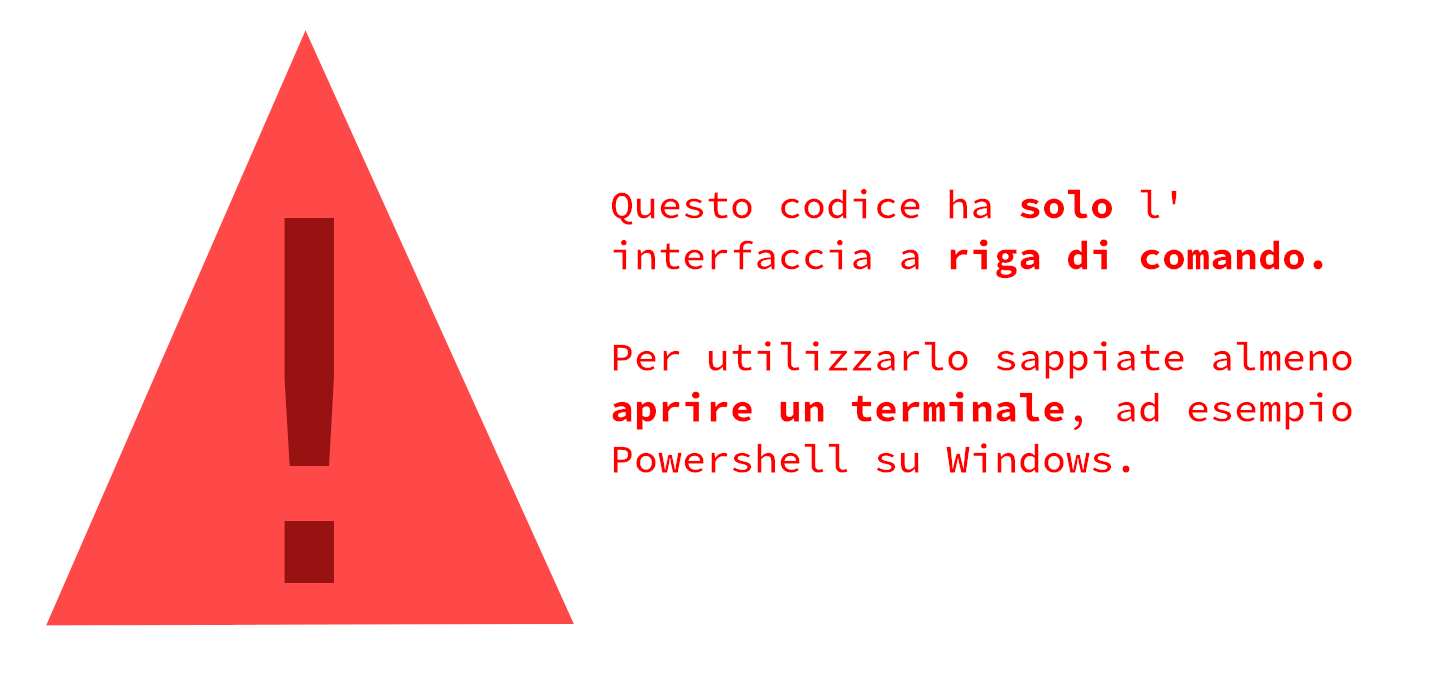 Questo codice ha solo l'
interfaccia a riga di comando.
Per utilizzarlo sappiate almeno
aprire un terminale, ad esempio
Powershell su Windows.
!